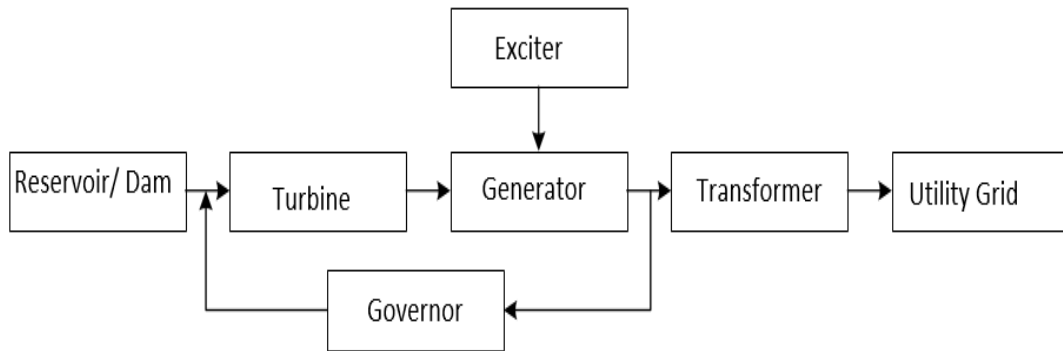 Exciter
Reservoir/ Dam
Turbine
Generator
Transformer
Utility Grid
Governor